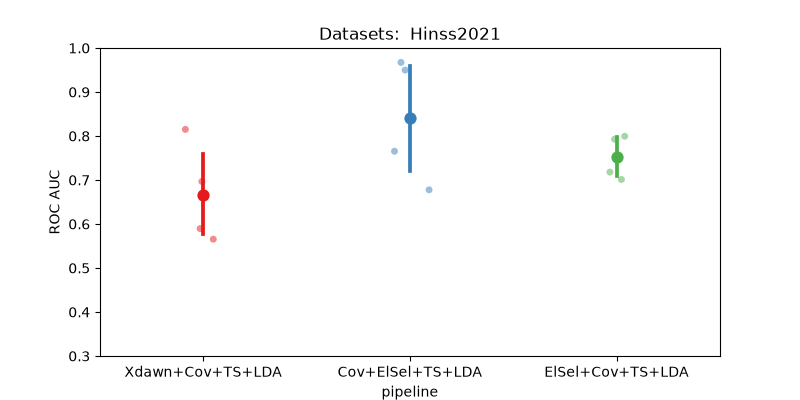 Datasets:  Hinss2021
1.0
0.9
0.8
0.7
0.6
0.5
0.4
0.3
ROC AUC
Xdawn+Cov+TS+LDA
Cov+ElSel+TS+LDA
ElSel+Cov+TS+LDA
pipeline